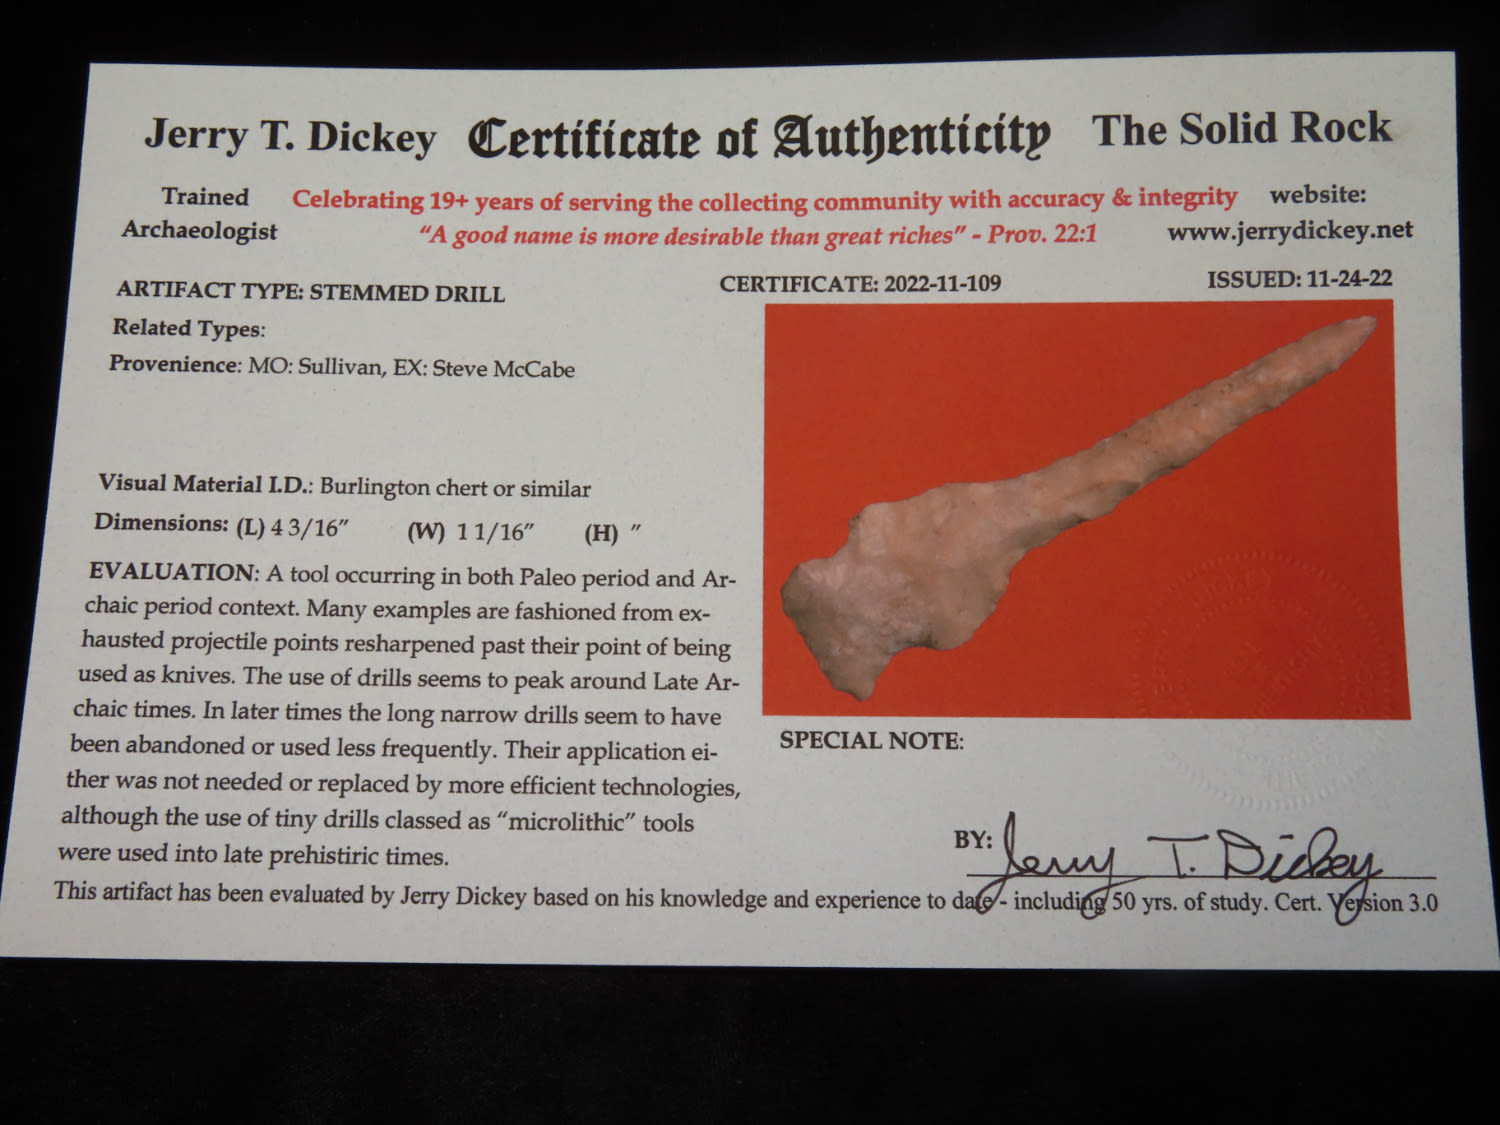 Jerry T. Dickey Certificate of Authenticity The Solid Rock
Trained Celebrating 19+ years of serving the collecting community with accuracy & integrity website:
Archaeologist "A good name is more desirable than great riches" - Prov. 22:1 www.jerrydickey.net
ARTIFACT TYPE: STEMMED DRILL CERTIFICATE: 2022-11-109 ISSUED: 11-24-22
Related Types:
Provenience: MO: Sullivan, EX: Steve McCabe
Visual Material I.D.: Burlington chert or similar
Dimensions: (L) 4 3/16" (W) 1 1/16" (H) "
EVALUATION: A tool occurring in both Paleo period and Ar-
chaic period context. Many examples are fashioned from ex-
hausted projectile points resharpened past their point of being
used as knives. The use of drills seems to peak around Late Ar-
chaic times. In later times the long narrow drills seem to have
been abandoned or used less frequently. Their application ei-
ther was not needed or replaced by more efficient technologies,
although the use of tiny drills classed as "microlithic" tools
were used into late prehistiric times.
SPECIAL NOTE:
BY: Jerry T. Dickey
This artifact has been evaluated by Jerry Dickey based on his knowledge and experience to date - including 50 yrs. of study. Cert. Version 3.0